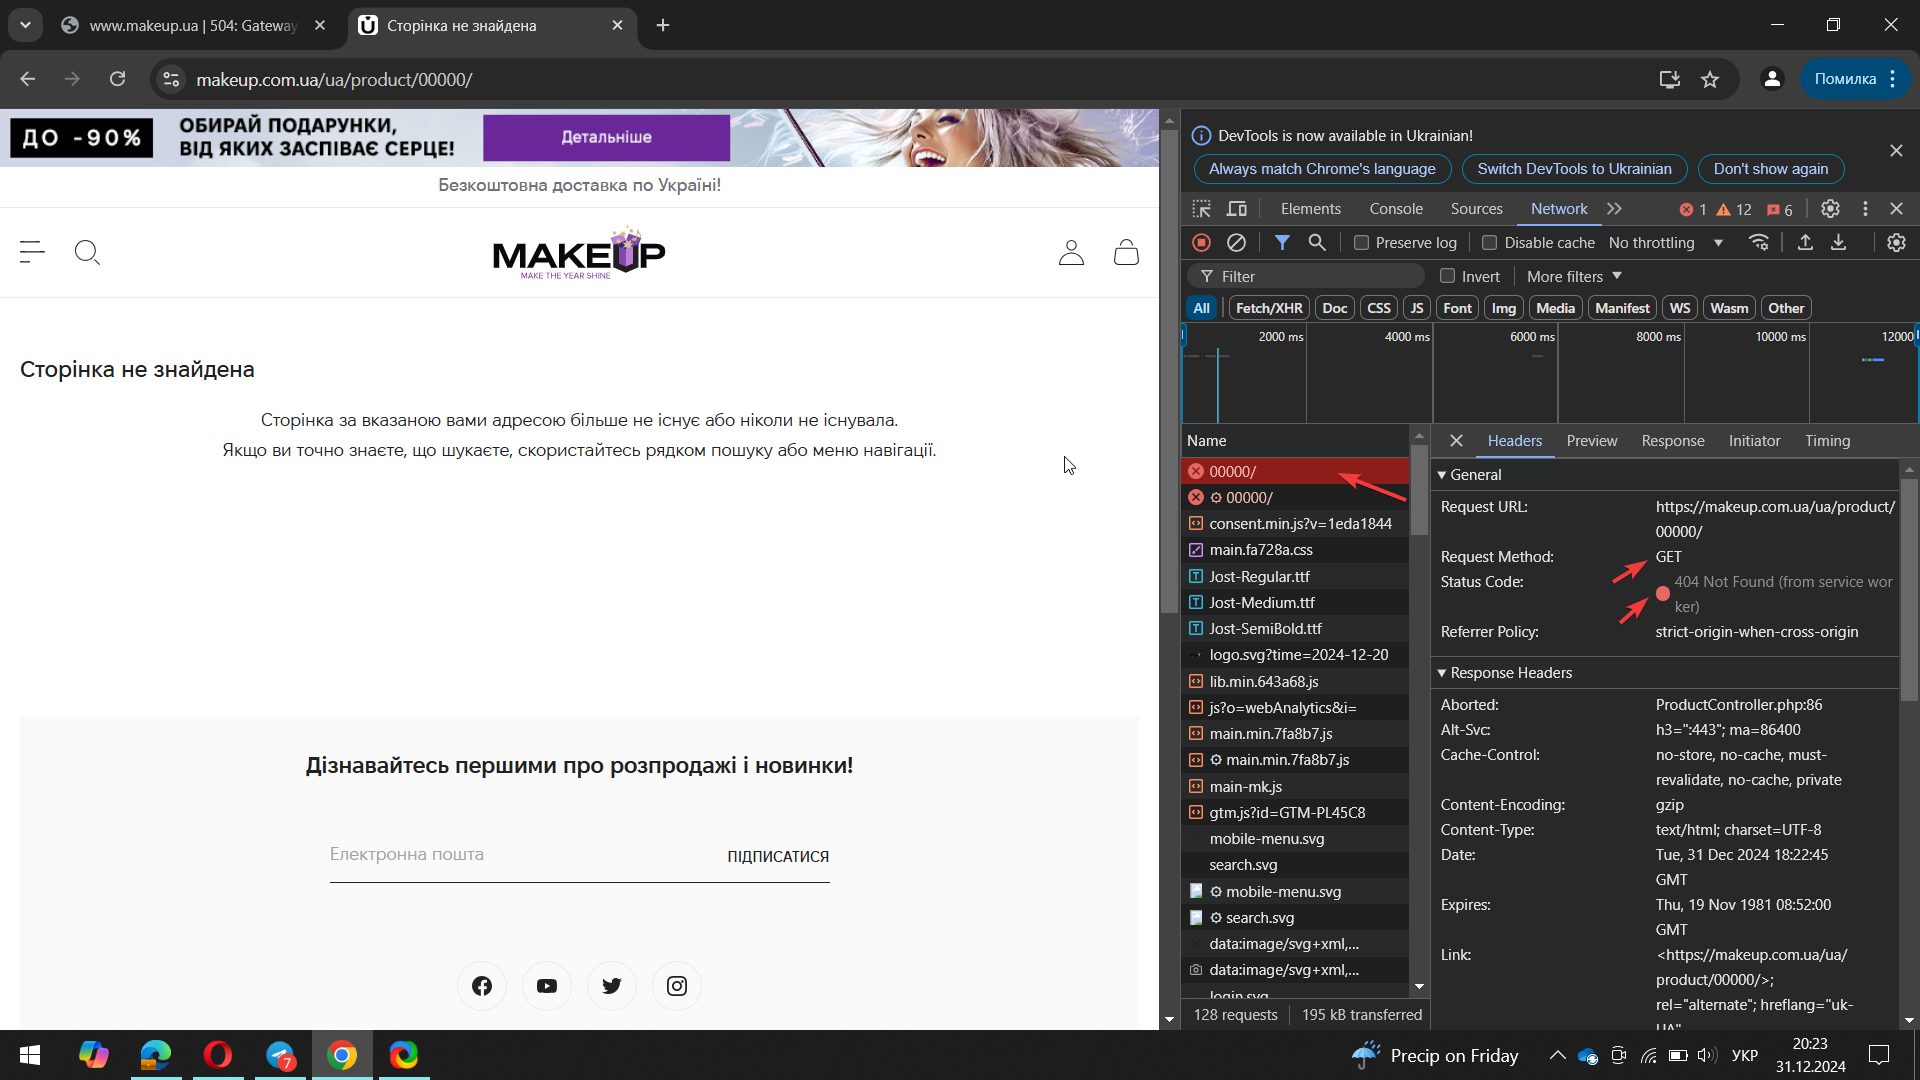 www.makeup.ua | 504: Gateway
Сторінка не знайдена
makeup.com.ua/ua/product/00000/
Помилка
ДО -90%
ОБИРАЙ ПОДАРУНКИ,
ВІД ЯКИХ ЗАСПІВАЄ СЕРЦЕ!
Детальніше
Безкоштовна доставка по Україні!
MAKEUP
MAKE THE YEAR SHINE
Сторінка не знайдена
Сторінка за вказаною вами адресою більше не існує або ніколи не існувала.
Якщо ви точно знаєте, що шукаєте, скористайтесь рядком пошуку або меню навігації.
Дізнавайтесь першими про розпродажі і новинки!
Електронна пошта
ПІДПИСАТИСЯ
DevTools is now available in Ukrainian!
Always match Chrome's language
Switch DevTools to Ukrainian
Don't show again
Elements Console Sources Network
1 12 6
Preserve log Disable cache No throttling
Filter Invert More filters
All Fetch/XHR Doc CSS JS Font Img Media Manifest WS Wasm Other
2000 ms 4000 ms 6000 ms 8000 ms 10000 ms 12000
Name
00000/
00000/
consent.min.js?v=1eda1844
main.fa728a.css
Jost-Regular.ttf
Jost-Medium.ttf
Jost-SemiBold.ttf
logo.svg?time=2024-12-20
lib.min.643a68.js
js?o=webAnalytics&i=
main.min.7fa8b7.js
main.min.7fa8b7.js
main-mk.js
gtm.js?id=GTM-PL45C8
mobile-menu.svg
search.svg
mobile-menu.svg
search.svg
data:image/svg+xml,...
data:image/svg+xml,...
login.svg
128 requests 195 kB transferred
Headers Preview Response Initiator Timing
General
Request URL: https://makeup.com.ua/ua/product/
00000/
Request Method: GET
Status Code: 404 Not Found (from service wor
ker)
Referrer Policy: strict-origin-when-cross-origin
Response Headers
Aborted: ProductController.php:86
Alt-Svc: h3=":443"; ma=86400
Cache-Control: no-store, no-cache, must-
revalidate, no-cache, private
Content-Encoding: gzip
Content-Type: text/html; charset=UTF-8
Date: Tue, 31 Dec 2024 18:22:45
GMT
Expires: Thu, 19 Nov 1981 08:52:00
GMT
Link: <https://makeup.com.ua/ua/
product/00000/>;
rel="alternate"; hreflang="uk-
UA"
7
Precip on Friday
УКР
20:23
31.12.2024